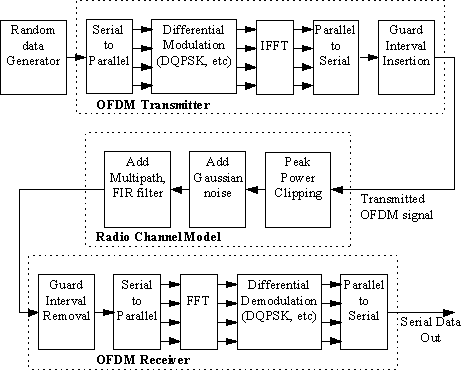 Random
data
Generator
Serial
to
Parallel
Differential
Modulation
(DQPSK, etc)
IFFT
Parallel
to
Serial
Guard
Interval
Insertion
OFDM Transmitter
Add
Multipath,
FIR filter
Add
Gaussian
noise
Peak
Power
Clipping
Transmitted
OFDM signal
Radio Channel Model
Guard
Interval
Removal
Serial
to
Parallel
FFT
Differential
Demodulation
(DQPSK, etc)
Parallel
to
Serial
Serial Data
Out
OFDM Receiver